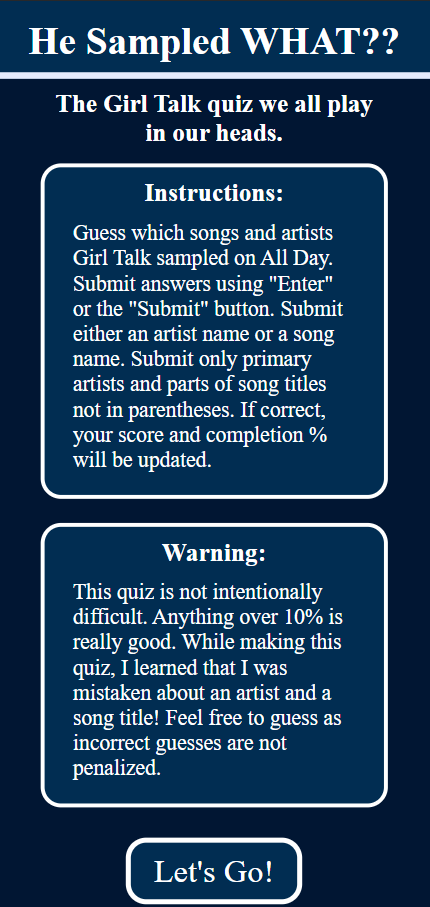 He Sampled WHAT??
The Girl Talk quiz we all play
in our heads.
Instructions:
Guess which songs and artists
Girl Talk sampled on All Day.
Submit answers using "Enter"
or the "Submit" button. Submit
either an artist name or a song
name. Submit only primary
artists and parts of song titles
not in parentheses. If correct,
your score and completion %
will be updated.
Warning:
This quiz is not intentionally
difficult. Anything over 10% is
really good. While making this
quiz, I learned that I was
mistaken about an artist and a
song title! Feel free to guess as
incorrect guesses are not
penalized.
Let's Go!